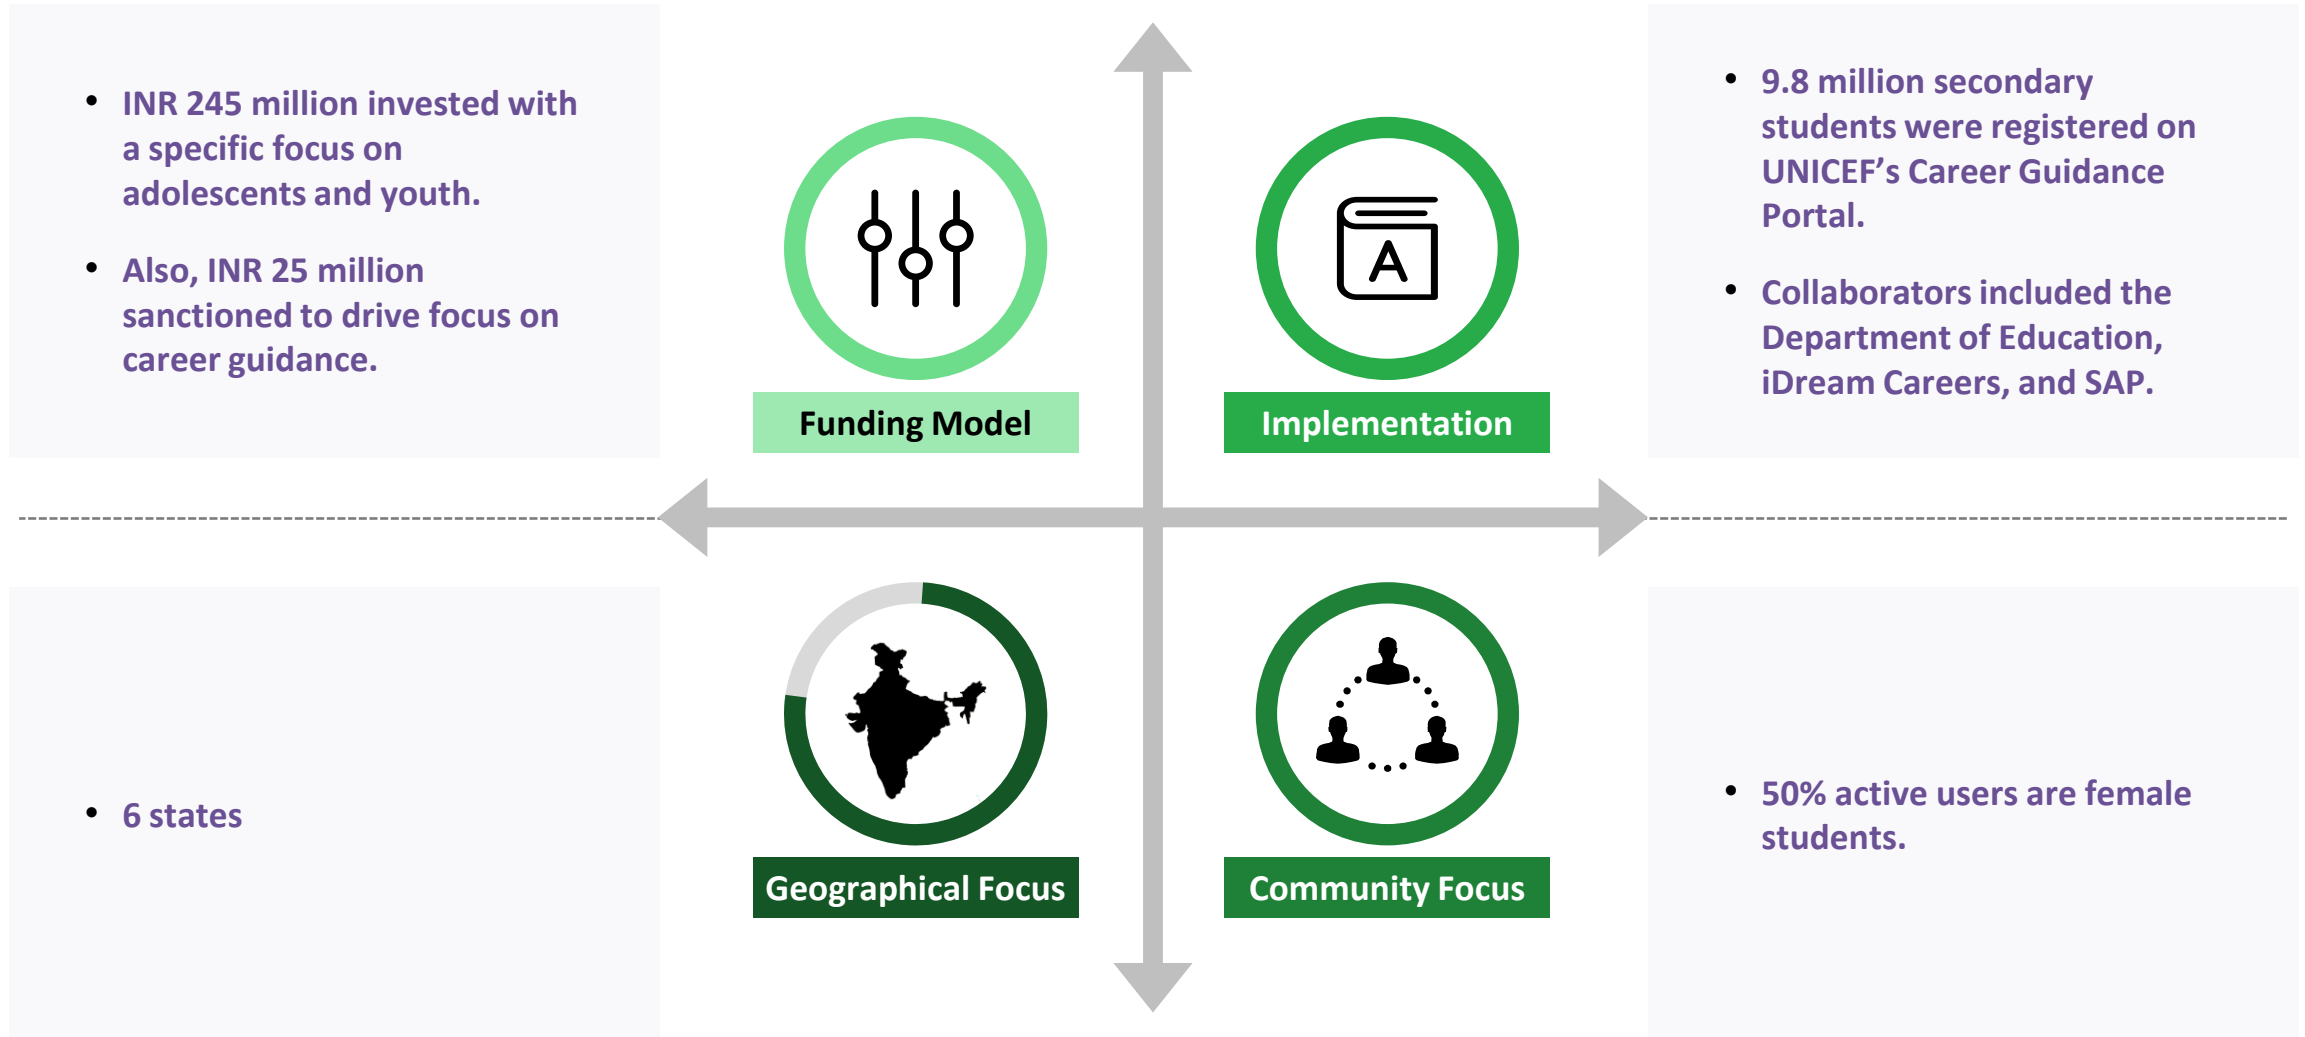 • INR 245 million invested with
a specific focus on
adolescents and youth.
• Also, INR 25 million
sanctioned to drive focus on
career guidance.
Funding Model
A
Implementation
• 9.8 million secondary
students were registered on
UNICEF’s Career Guidance
Portal.
• Collaborators included the
Department of Education,
iDream Careers, and SAP.
• 6 states
Geographical Focus
Community Focus
• 50% active users are female
students.